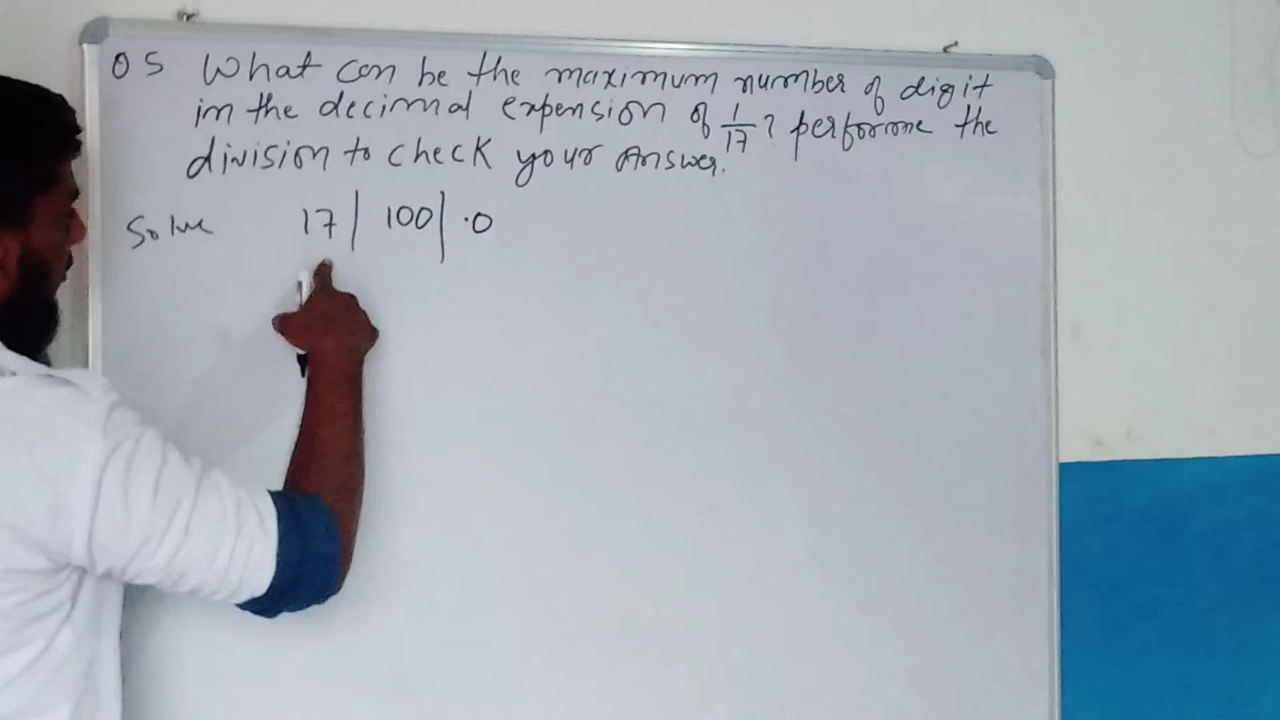 Q5 What can be the maximum number of digit
in the decimal expension of 1/17? performe the
division to check your Answer.
Solve 17 | 100 | .0